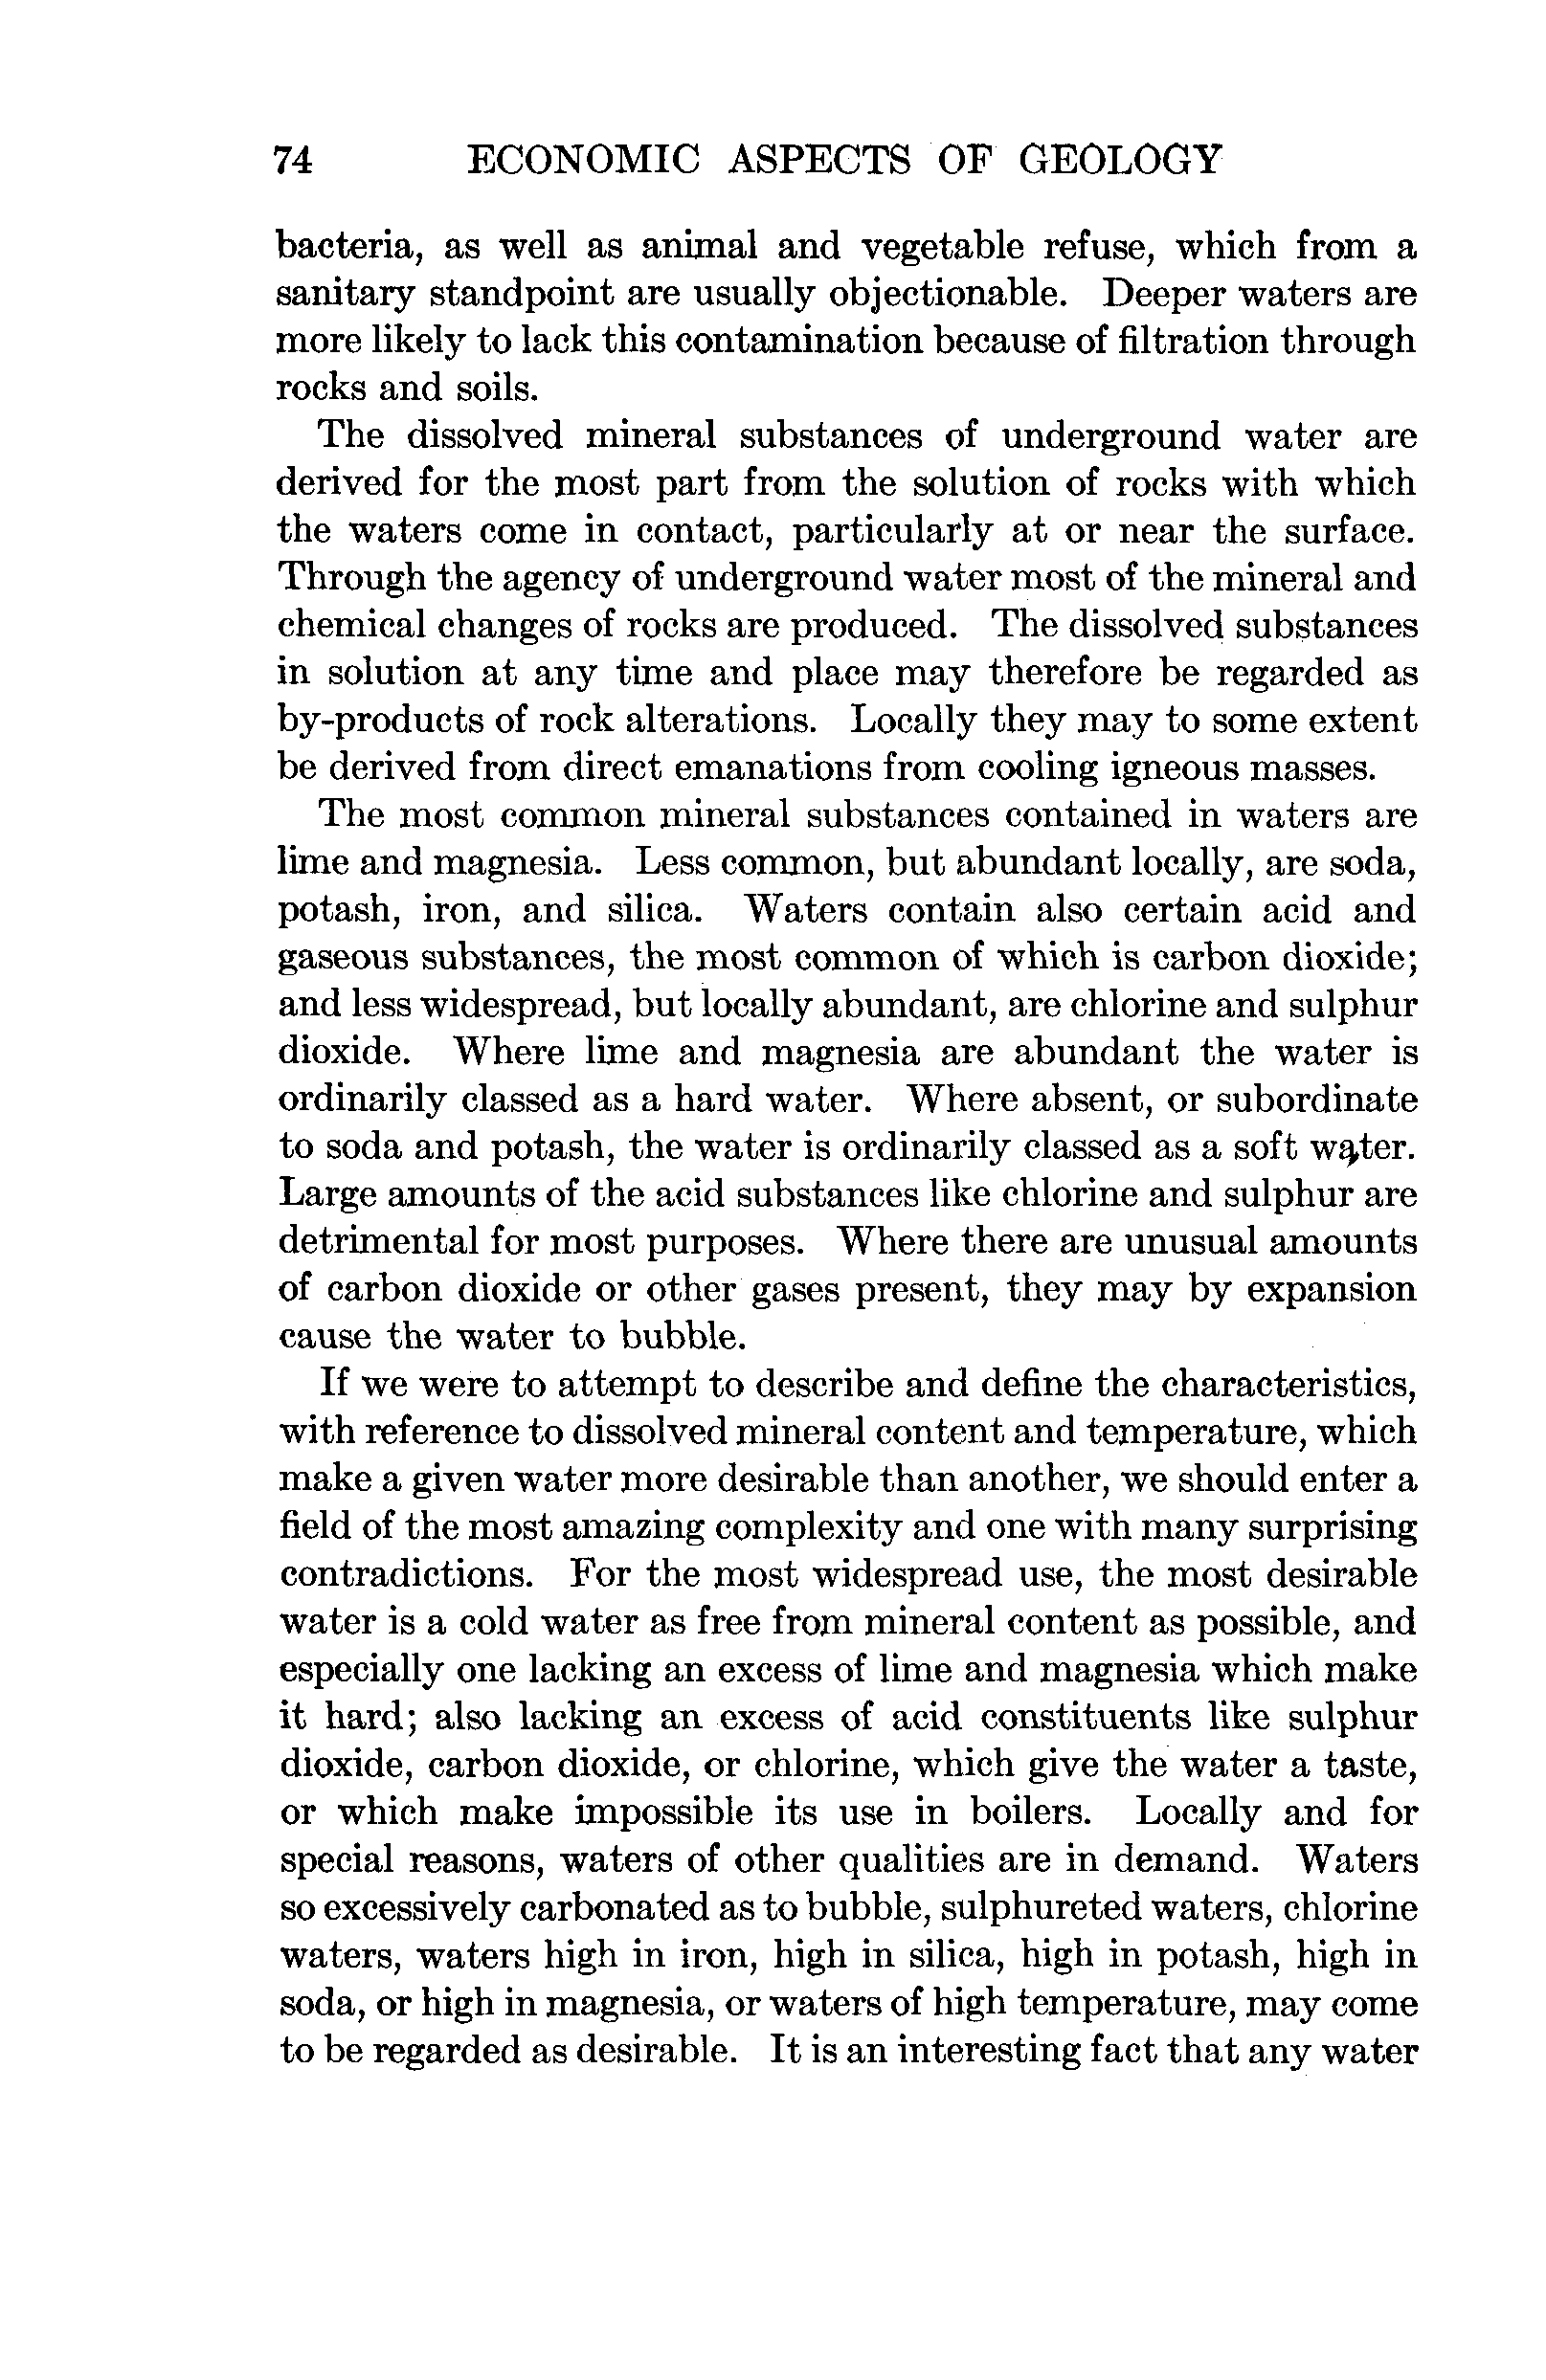 74 ECONOMIC ASPECTS OF GEOLOGY
bacteria, as well as animal and vegetable refuse, which from a
sanitary standpoint are usually objectionable. Deeper waters are
more likely to lack this contamination because of filtration through
rocks and soils.
The dissolved mineral substances of underground water are
derived for the most part from the solution of rocks with which
the waters come in contact, particularly at or near the surface.
Through the agency of underground water most of the mineral and
chemical changes of rocks are produced. The dissolved substances
in solution at any time and place may therefore be regarded as
by-products of rock alterations. Locally they may to some extent
be derived from direct emanations from cooling igneous masses.
The most common mineral substances contained in waters are
lime and magnesia. Less common, but abundant locally, are soda,
potash, iron, and silica. Waters contain also certain acid and
gaseous substances, the most common of which is carbon dioxide;
and less widespread, but locally abundant, are chlorine and sulphur
dioxide. Where lime and magnesia are abundant the water is
ordinarily classed as a hard water. Where absent, or subordinate
to soda and potash, the water is ordinarily classed as a soft water.
Large amounts of the acid substances like chlorine and sulphur are
detrimental for most purposes. Where there are unusual amounts
of carbon dioxide or other gases present, they may by expansion
cause the water to bubble.
If we were to attempt to describe and define the characteristics,
with reference to dissolved mineral content and temperature, which
make a given water more desirable than another, we should enter a
field of the most amazing complexity and one with many surprising
contradictions. For the most widespread use, the most desirable
water is a cold water as free from mineral content as possible, and
especially one lacking an excess of lime and magnesia which make
it hard; also lacking an excess of acid constituents like sulphur
dioxide, carbon dioxide, or chlorine, which give the water a taste,
or which make impossible its use in boilers. Locally and for
special reasons, waters of other qualities are in demand. Waters
so excessively carbonated as to bubble, sulphureted waters, chlorine
waters, waters high in iron, high in silica, high in potash, high in
soda, or high in magnesia, or waters of high temperature, may come
to be regarded as desirable. It is an interesting fact that any water